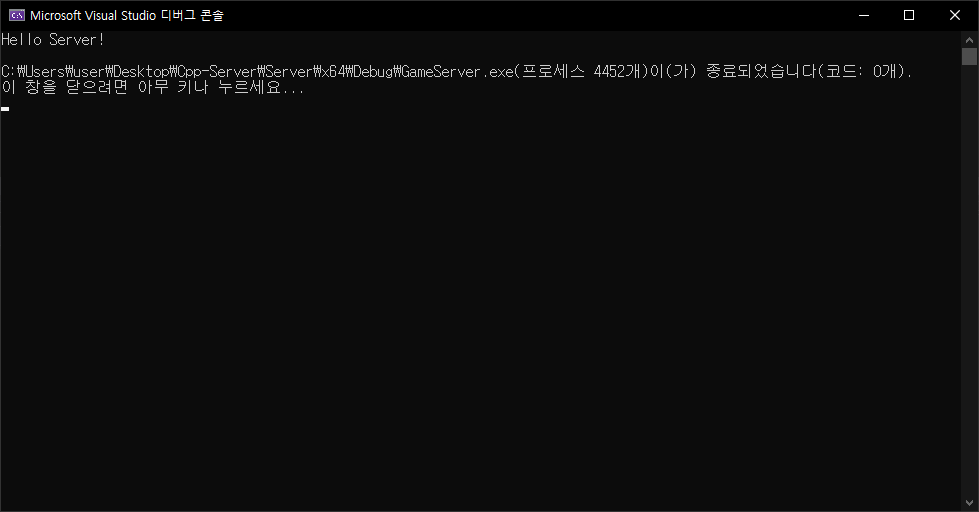 Microsoft Visual Studio 디버그 콘솔
Hello Server!
C:₩Users₩user₩Desktop₩Cpp-Server₩Server₩x64₩Debug₩GameServer.exe(프로세스 4452개)이(가) 종료되었습니다(코드: 0개).
이 창을 닫으려면 아무 키나 누르세요...